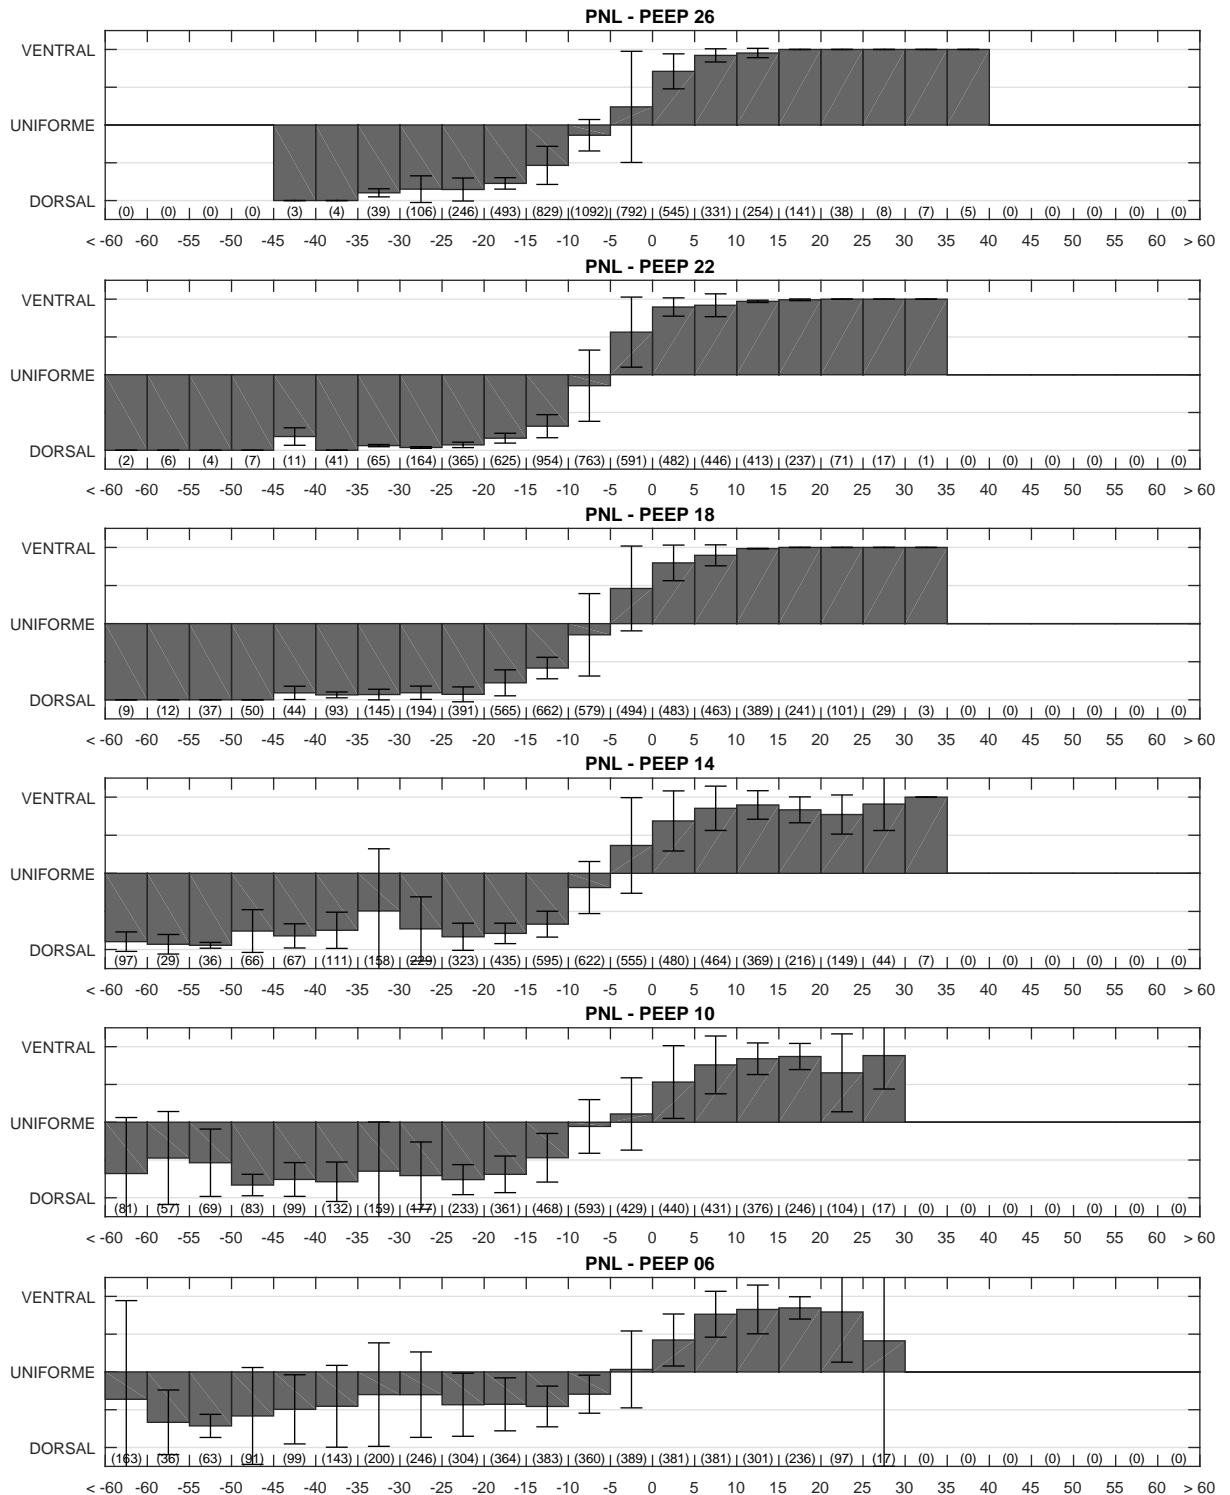 PNL - PEEP 26
VENTRAL
UNIFORME
DORSAL
(0) (0) (0) (0) (3) (4) (39) (106) (246) (493) (829) (1092) (792) (545) (331) (254) (141) (38) (8) (7) (5) (0) (0) (0) (0) (0)
< -60 -60 -55 -50 -45 -40 -35 -30 -25 -20 -15 -10 -5 0 5 10 15 20 25 30 35 40 45 50 55 60 > 60
PNL - PEEP 22
VENTRAL
UNIFORME
DORSAL
(2) (6) (4) (7) (11) (41) (65) (164) (365) (625) (954) (763) (591) (482) (446) (413) (237) (71) (17) (1) (0) (0) (0) (0) (0) (0)
< -60 -60 -55 -50 -45 -40 -35 -30 -25 -20 -15 -10 -5 0 5 10 15 20 25 30 35 40 45 50 55 60 > 60
PNL - PEEP 18
VENTRAL
UNIFORME
DORSAL
(9) (12) (37) (50) (44) (93) (145) (194) (391) (565) (662) (579) (494) (483) (463) (389) (241) (101) (29) (3) (0) (0) (0) (0) (0) (0)
< -60 -60 -55 -50 -45 -40 -35 -30 -25 -20 -15 -10 -5 0 5 10 15 20 25 30 35 40 45 50 55 60 > 60
PNL - PEEP 14
VENTRAL
UNIFORME
DORSAL
(97) (29) (36) (66) (67) (111) (158) (229) (323) (435) (595) (622) (555) (480) (464) (369) (216) (149) (44) (7) (0) (0) (0) (0) (0) (0)
< -60 -60 -55 -50 -45 -40 -35 -30 -25 -20 -15 -10 -5 0 5 10 15 20 25 30 35 40 45 50 55 60 > 60
PNL - PEEP 10
VENTRAL
UNIFORME
DORSAL
(81) (57) (69) (83) (99) (132) (159) (177) (233) (361) (468) (593) (429) (440) (431) (376) (246) (104) (17) (0) (0) (0) (0) (0) (0) (0)
< -60 -60 -55 -50 -45 -40 -35 -30 -25 -20 -15 -10 -5 0 5 10 15 20 25 30 35 40 45 50 55 60 > 60
PNL - PEEP 06
VENTRAL
UNIFORME
DORSAL
(163) (36) (63) (91) (99) (143) (200) (246) (304) (364) (383) (360) (389) (381) (381) (301) (236) (97) (17) (0) (0) (0) (0) (0) (0) (0)
< -60 -60 -55 -50 -45 -40 -35 -30 -25 -20 -15 -10 -5 0 5 10 15 20 25 30 35 40 45 50 55 60 > 60